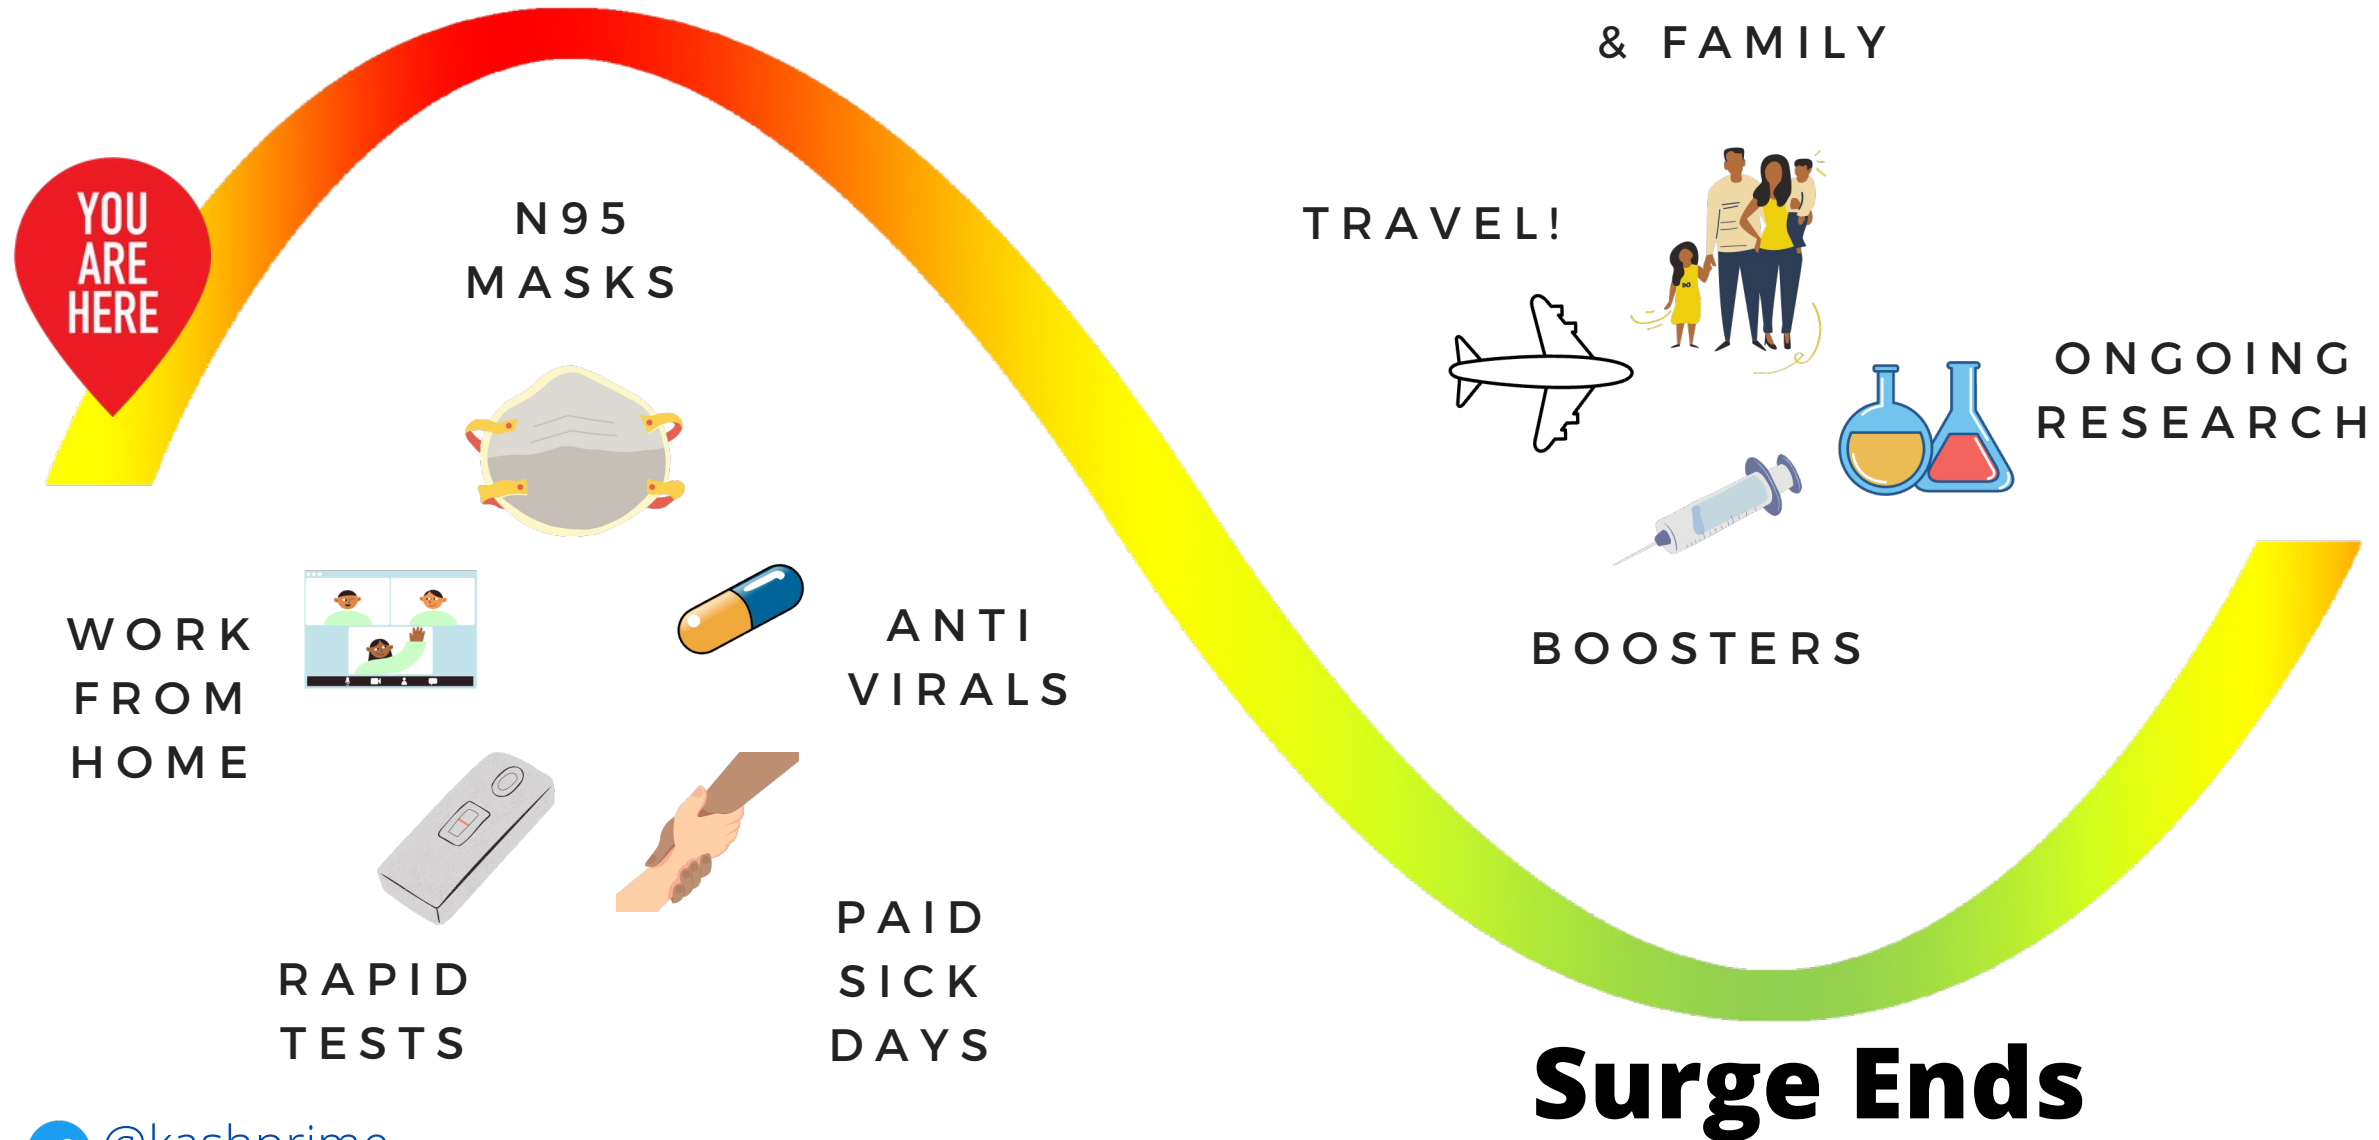 & FAMILY
YOU
ARE
HERE
N95
MASKS
TRAVEL!
ONGOING
RESEARCH
WORK
FROM
HOME
ANTI
VIRALS
BOOSTERS
RAPID
TESTS
PAID
SICK
DAYS
Surge Ends
@kashprime